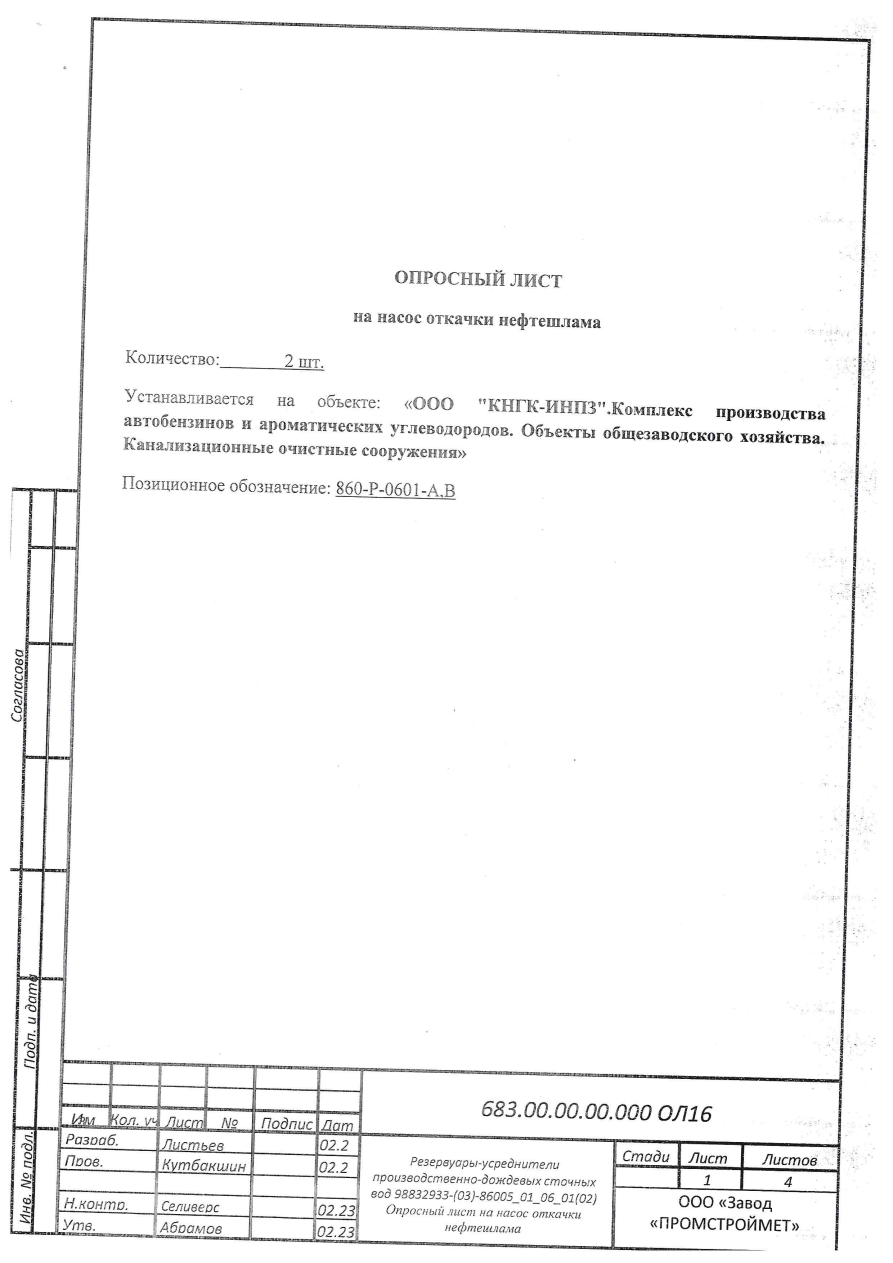 ОПРОСНЫЙ ЛИСТ
на насос откачки нефтешлама
Количество: 2 шт.
Устанавливается на объекте: «ООО "КНГК-ИНПЗ".Комплекс производства
автобензинов и ароматических углеводородов. Объекты общезаводского хозяйства.
Канализационные очистные сооружения»
Позиционное обозначение: 860-Р-0601-А,В
Согласова
Подп. и дата
Инв. № подл.
683.00.00.00.000 ОЛ16
Изм Кол. уч Лист № Подпис Дат
Разраб. Листьев 02.2
Пров. Кутбакшин 02.2
Н.контр. Селиверс 02.23
Утв. Абрамов 02.23
Резервуары-усреднители
производственно-дождевых сточных
вод 98832933-(03)-86005_01_06_01(02)
Опросный лист на насос откачки
нефтешлама
Стади Лист Листов
1 4
ООО «Завод
«ПРОМСТРОЙМЕТ»